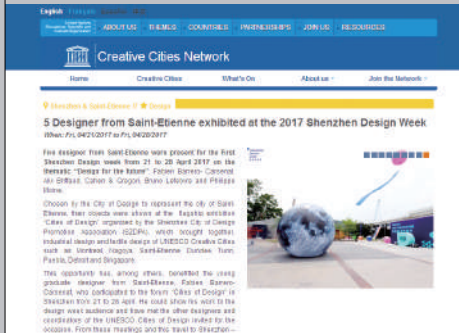 English Français
ABOUT US THEMES COUNTRIES PARTNERSHIPS JOIN US RESOURCES
Creative Cities Network
Home Creative Cities What's On About us Join the Network
Shenzhen & Saint-Etienne Design
5 Designer from Saint-Etienne exhibited at the 2017 Shenzhen Design Week
When: Fri, 04/21/2017 to Fri, 04/28/2017
Five designer from Saint-Etienne were present for the First
Shenzhen Design week from 21 to 28 April 2017 on the
thematic "Design for the future": Fabien Barrero-Carsenat,
Brillaud, Cahen & Gregori, Bruno Lefebvre and Philippe
Moine.
Chosen by the City of Design to represent the city of Saint-
Etienne, their objects were shown at the flagship exhibition
"Cities of Design" organised by the Shenzhen City of Design
Promotion Association (SZDPA), which brought together,
industrial design and textile design of UNESCO Creative Cities
such as Montreal, Nagoya, Saint-Etienne, Dundee, Turin,
Puebla, Detroit and Singapore.
This opportunity has, among others, benefited the young
graduate designer from Saint-Etienne, Fabien Barrero-
Carsenat, who participated to the forum "Cities of Design" in
Shenzhen from 21 to 28 April. He could show his work to the
design week audience and have met the other designers and
coordinators of the UNESCO Cities of Design invited for the
occasion. From these meetings and this travel to Shenzhen –